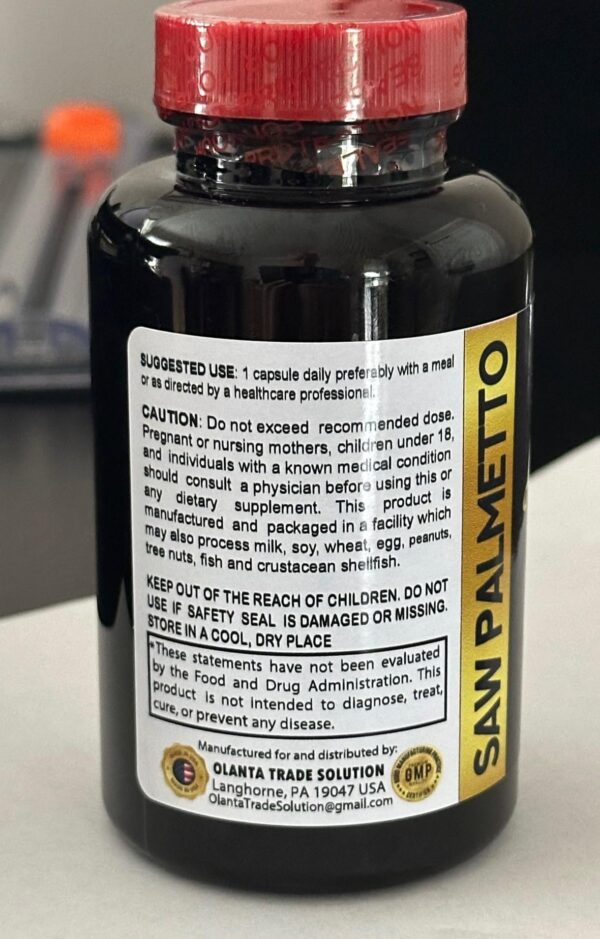 SUGGESTED USE: 1 capsule daily preferably with a meal
or as directed by a healthcare professional.
CAUTION: Do not exceed recommended dose.
Pregnant or nursing mothers, children under 18,
and individuals with a known medical condition
should consult a physician before using this or
any dietary supplement. This product is
manufactured and packaged in a facility which
may also process milk, soy, wheat, egg, peanuts,
tree nuts, fish and crustacean shellfish.
KEEP OUT OF THE REACH OF CHILDREN. DO NOT
USE IF SAFETY SEAL IS DAMAGED OR MISSING.
STORE IN A COOL, DRY PLACE
*These statements have not been evaluated
by the Food and Drug Administration. This
product is not intended to diagnose, treat,
cure, or prevent any disease.
Manufactured for and distributed by:
OLANTA TRADE SOLUTION
Langhorne, PA 19047 USA
OlantaTradeSolution@gmail.com
GMP
SAW PALMETTO